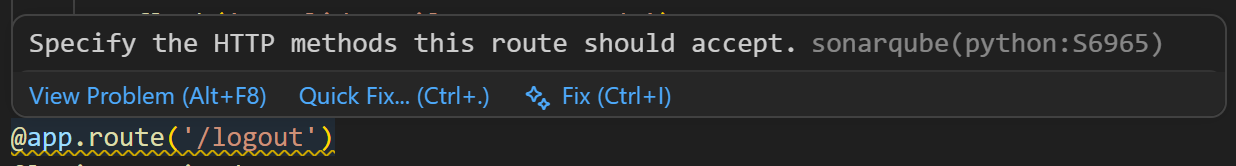 Specify the HTTP methods this route should accept. sonarqube(python:S6965)
View Problem (Alt+F8) Quick Fix... (Ctrl+.) Fix (Ctrl+I)
@app.route('/logout')